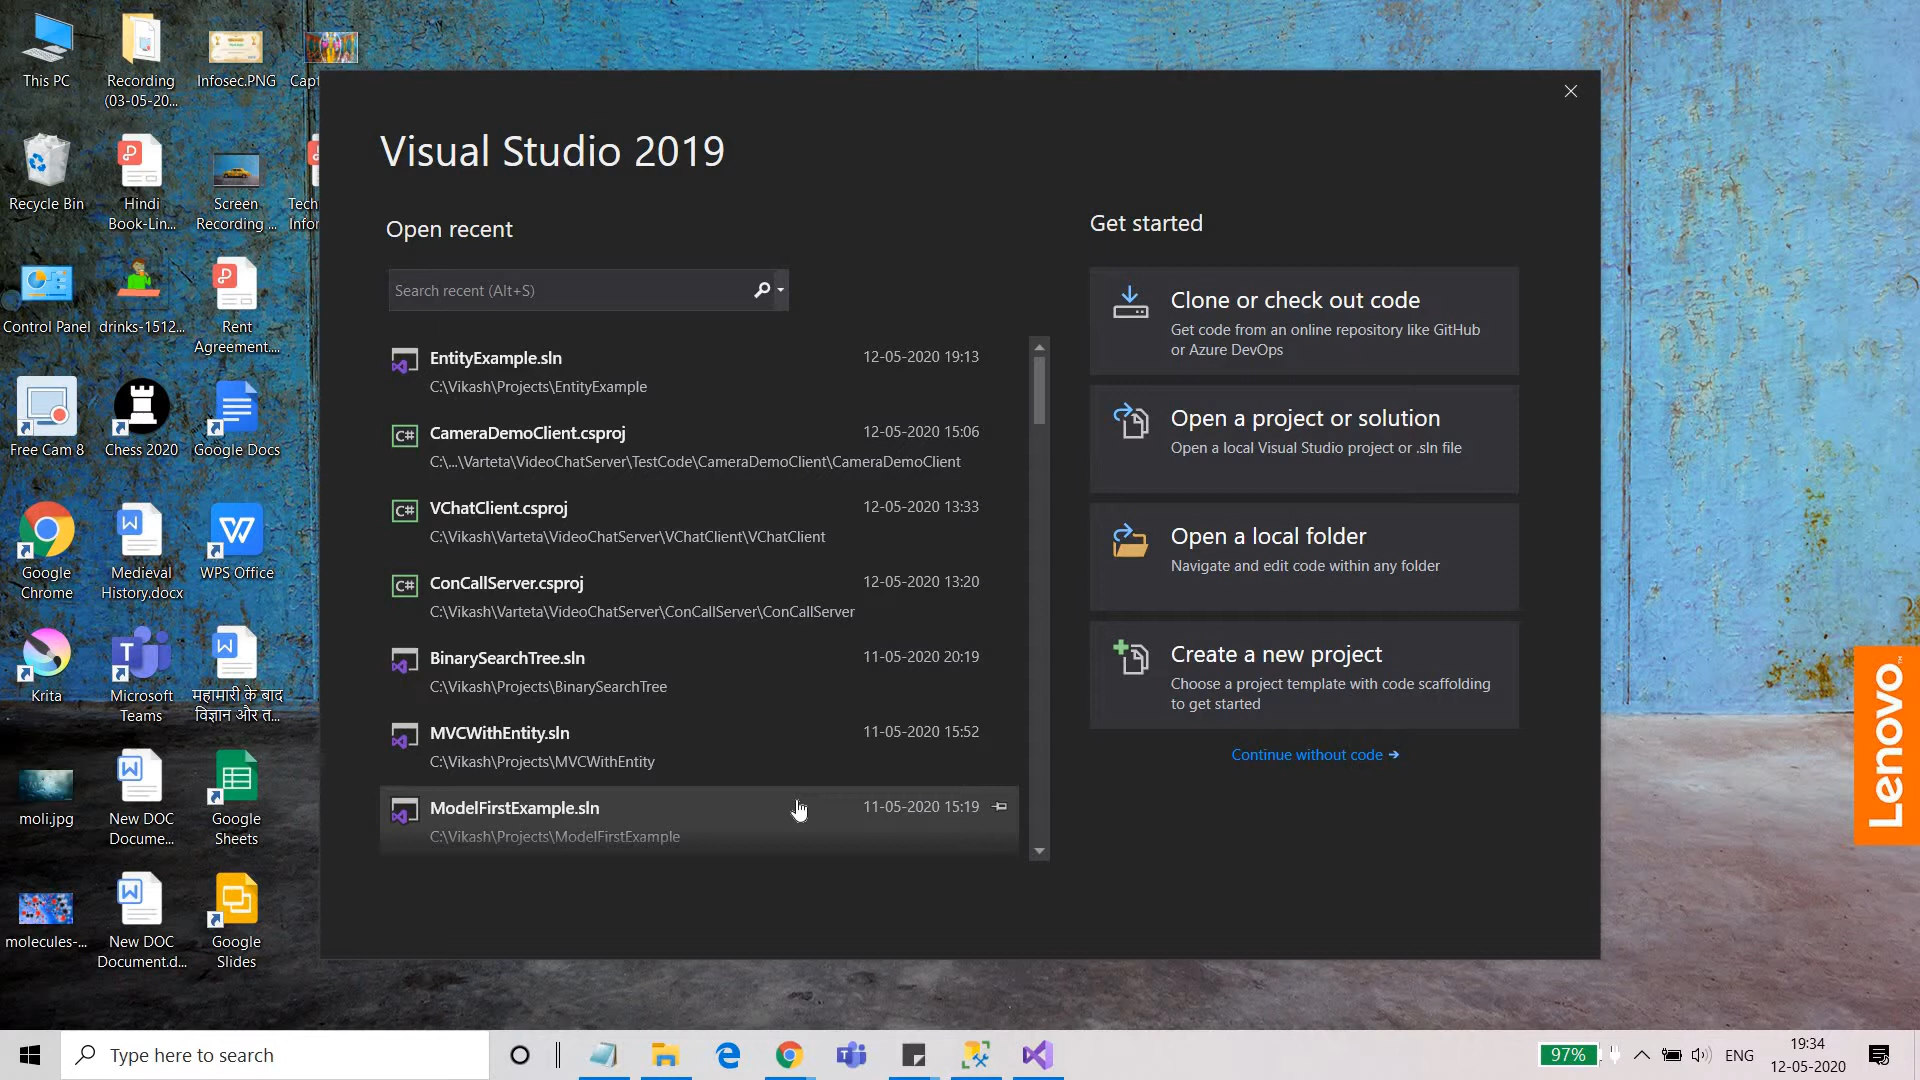 This PC
Recording
(03-05-20...
Infosec.PNG
Capt
Recycle Bin
Hindi
Book-Lin...
Screen
Recording ...
Tech
Infor
Control Panel
drinks-1512...
Rent
Agreement....
Free Cam 8
Chess 2020
Google Docs
Google
Chrome
Medieval
History.docx
WPS Office
Krita
Microsoft
Teams
महामारी के बाद
विज्ञान और त...
moli.jpg
New DOC
Docume...
Google
Sheets
molecules-...
New DOC
Document.d...
Google
Slides
Visual Studio 2019
Open recent
Search recent (Alt+S)
EntityExample.sln 12-05-2020 19:13
C:\Vikash\Projects\EntityExample
CameraDemoClient.csproj 12-05-2020 15:06
C:\...\Varteta\VideoChatServer\TestCode\CameraDemoClient\CameraDemoClient
VChatClient.csproj 12-05-2020 13:33
C:\Vikash\Varteta\VideoChatServer\VChatClient\VChatClient
ConCallServer.csproj 12-05-2020 13:20
C:\Vikash\Varteta\VideoChatServer\ConCallServer\ConCallServer
BinarySearchTree.sln 11-05-2020 20:19
C:\Vikash\Projects\BinarySearchTree
MVCWithEntity.sln 11-05-2020 15:52
C:\Vikash\Projects\MVCWithEntity
ModelFirstExample.sln 11-05-2020 15:19
C:\Vikash\Projects\ModelFirstExample
Get started
Clone or check out code
Get code from an online repository like GitHub
or Azure DevOps
Open a project or solution
Open a local Visual Studio project or .sln file
Open a local folder
Navigate and edit code within any folder
Create a new project
Choose a project template with code scaffolding
to get started
Continue without code
Lenovo
Type here to search
97%
ENG
19:34
12-05-2020